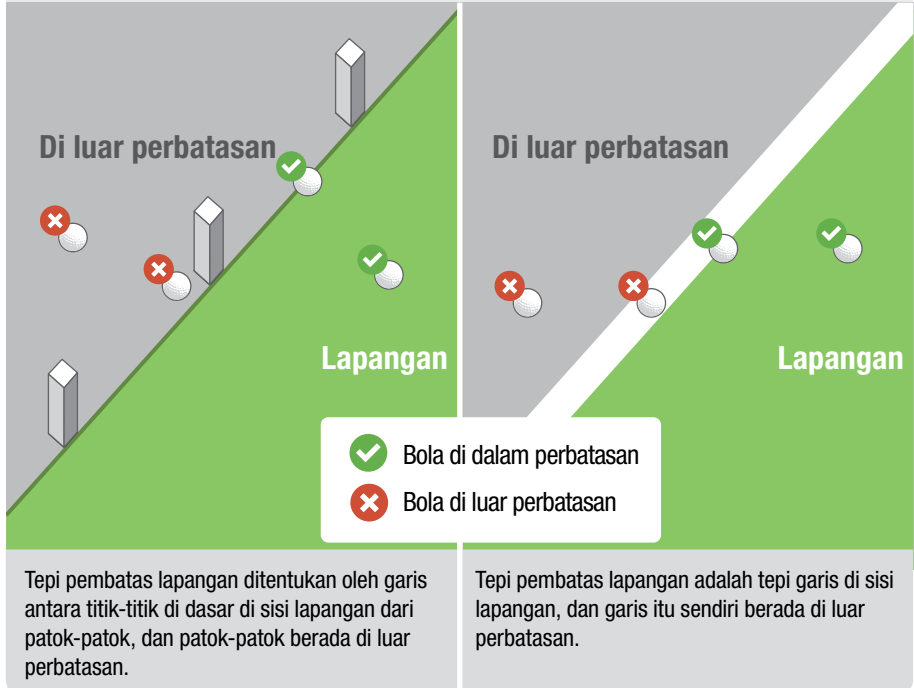 Di luar perbatasan
Lapangan
Di luar perbatasan
Lapangan
Bola di dalam perbatasan
Bola di luar perbatasan
Tepi pembatas lapangan ditentukan oleh garis
antara titik-titik di dasar di sisi lapangan dari
patok-patok, dan patok-patok berada di luar
perbatasan.
Tepi pembatas lapangan adalah tepi garis di sisi
lapangan, dan garis itu sendiri berada di luar
perbatasan.